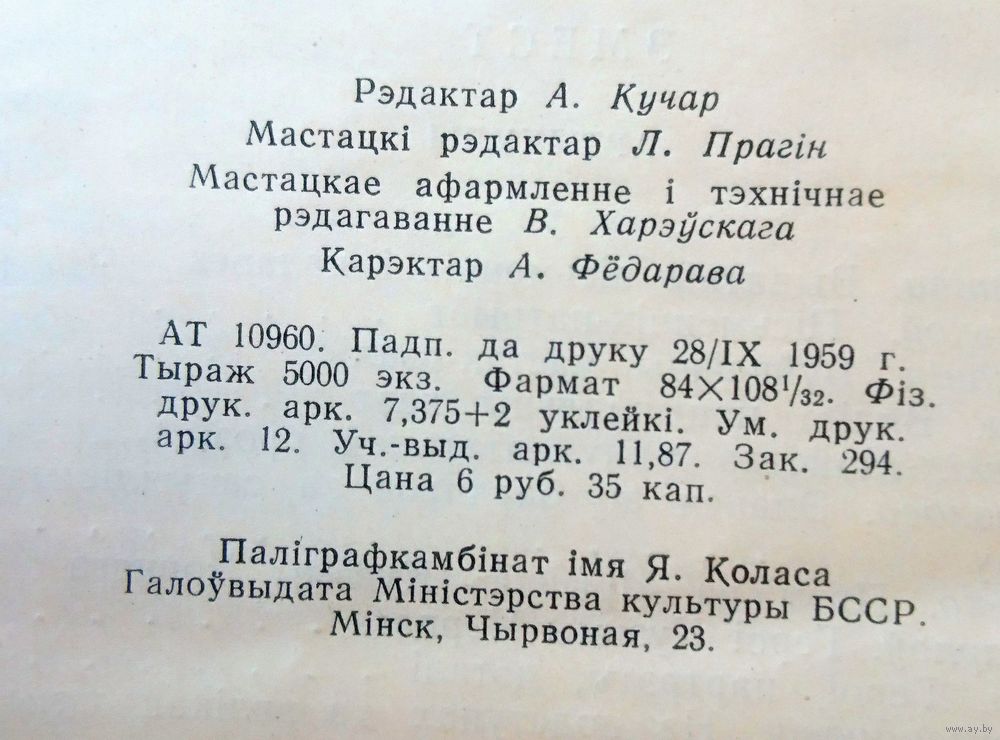 Рэдактар А. Кучар
Мастацкі рэдактар Л. Прагін
Мастацкае афармленне і тэхнічнае
рэдагаванне В. Харэўскага
Карэктар А. Фёдарава
АТ 10960. Падп. да друку 28/IX 1959 г.
Тыраж 5000 экз. Фармат 84×108¹/₃₂. Фіз.
друк. арк. 7,375+2 уклейкі. Ум. друк.
арк. 12. Уч.-выд. арк. 11,87. Зак. 294.
Цана 6 руб. 35 кап.
Паліграфкамбінат імя Я. Коласа
Галоўвыдата Міністэрства культуры БССР.
Мінск, Чырвоная, 23.
www.ay.by